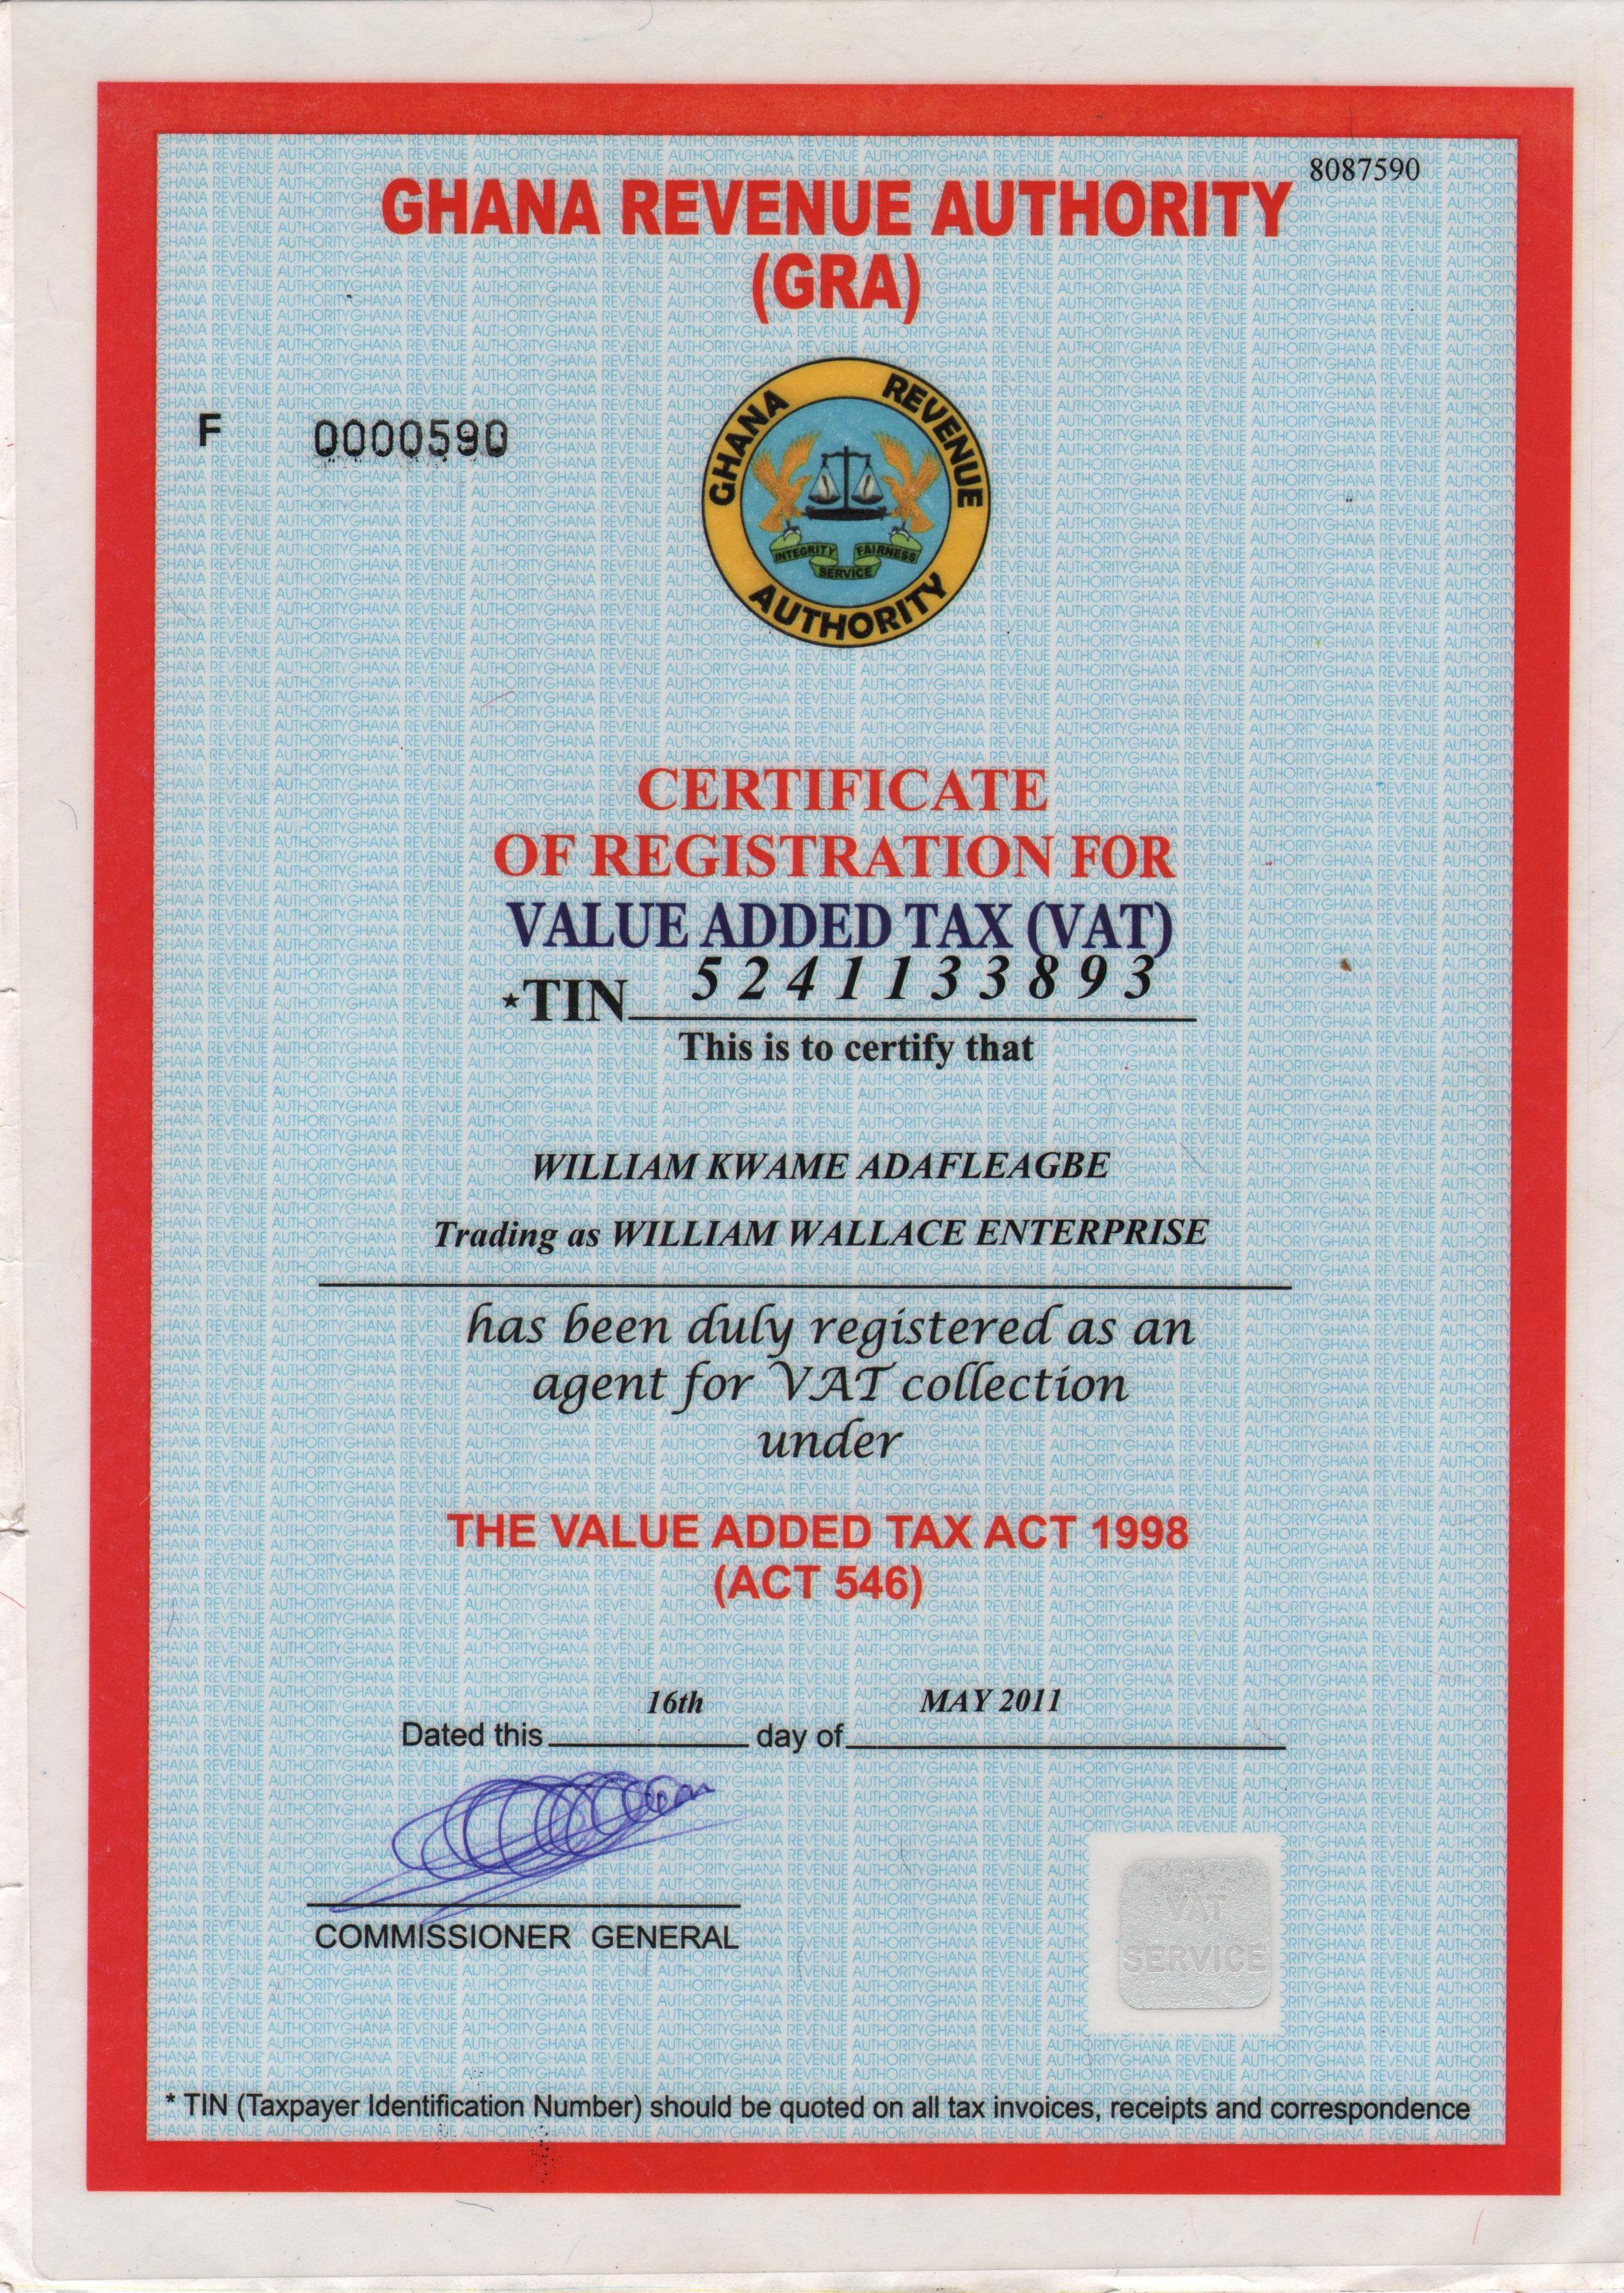 8087590
GHANA REVENUE AUTHORITY
(GRA)
F 0000590
GHANA REVENUE AUTHORITY
INTEGRITY FAIRNESS
SERVICE
CERTIFICATE
OF REGISTRATION FOR
VALUE ADDED TAX (VAT)
*TIN 5241133893
This is to certify that
WILLIAM KWAME ADAFLEAGBE
Trading as WILLIAM WALLACE ENTERPRISE
has been duly registered as an
agent for VAT collection
under
THE VALUE ADDED TAX ACT 1998
(ACT 546)
Dated this 16th day of MAY 2011
COMMISSIONER GENERAL
VAT
SERVICE
* TIN (Taxpayer Identification Number) should be quoted on all tax invoices, receipts and correspondence